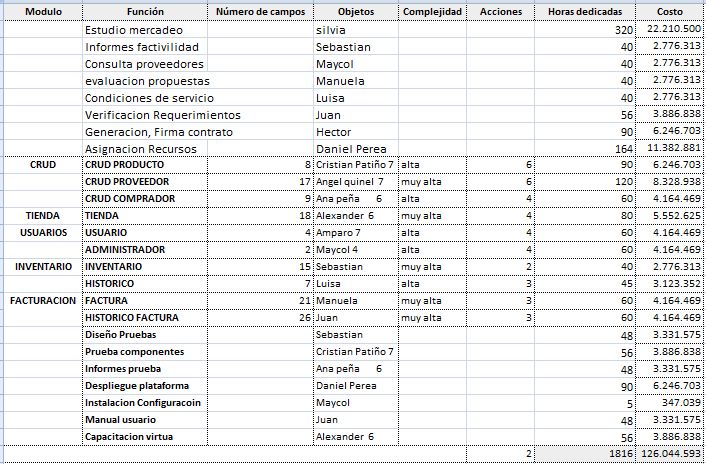 Modulo Función Número de campos Objetos Complejidad Acciones Horas dedicadas Costo
Estudio mercadeo silvia 320 22.210.500
Informes factivilidad Sebastian 40 2.776.313
Consulta proveedores Maycol 40 2.776.313
evaluacion propuestas Manuela 40 2.776.313
Condiciones de servicio Luisa 40 2.776.313
Verificacion Requerimientos Juan 56 3.886.838
Generacion, Firma contrato Hector 90 6.246.703
Asignacion Recursos Daniel Perea 164 11.382.881
CRUD CRUD PRODUCTO 8 Cristian Patiño 7 alta 6 90 6.246.703
CRUD PROVEEDOR 17 Angel quinel 7 muy alta 6 120 8.328.938
CRUD COMPRADOR 9 Ana peña 6 alta 4 60 4.164.469
TIENDA TIENDA 18 Alexander 6 muy alta 4 80 5.552.625
USUARIOS USUARIO 4 Amparo 7 alta 4 60 4.164.469
ADMINISTRADOR 2 Maycol 4 alta 4 60 4.164.469
INVENTARIO INVENTARIO 15 Sebastian muy alta 2 40 2.776.313
HISTORICO 7 Luisa alta 3 45 3.123.352
FACTURACION FACTURA 21 Manuela muy alta 3 60 4.164.469
HISTORICO FACTURA 26 Juan muy alta 3 60 4.164.469
Diseño Pruebas Sebastian 48 3.331.575
Prueba componentes Cristian Patiño 7 56 3.886.838
Informes prueba Ana peña 6 48 3.331.575
Despliegue plataforma Daniel Perea 90 6.246.703
Instalacion Configuracoin Maycol 5 347.039
Manual usuario Juan 48 3.331.575
Capacitacion virtua Alexander 6 56 3.886.838
2 1816 126.044.593